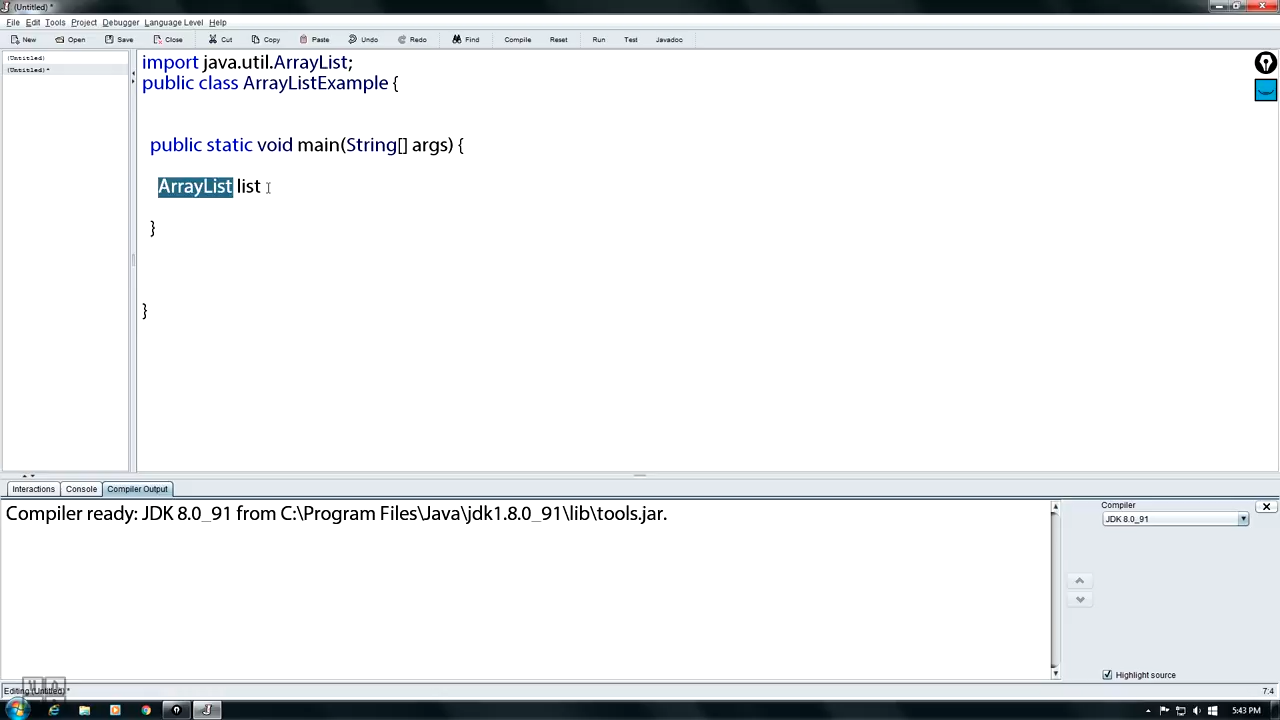 (Untitled) *
File Edit Tools Project Debugger Language Level Help
New Open Save Close Cut Copy Paste Undo Redo Find Compile Reset Run Test Javadoc
(Untitled)
(Untitled) *
import java.util.ArrayList;
public class ArrayListExample {
public static void main(String[] args) {
ArrayList list
}
}
Interactions Console Compiler Output
Compiler ready: JDK 8.0_91 from C:\Program Files\Java\jdk1.8.0_91\lib\tools.jar.
Compiler
JDK 8.0_91
Highlight source
Editing (Untitled) *
7:4
5:43 PM